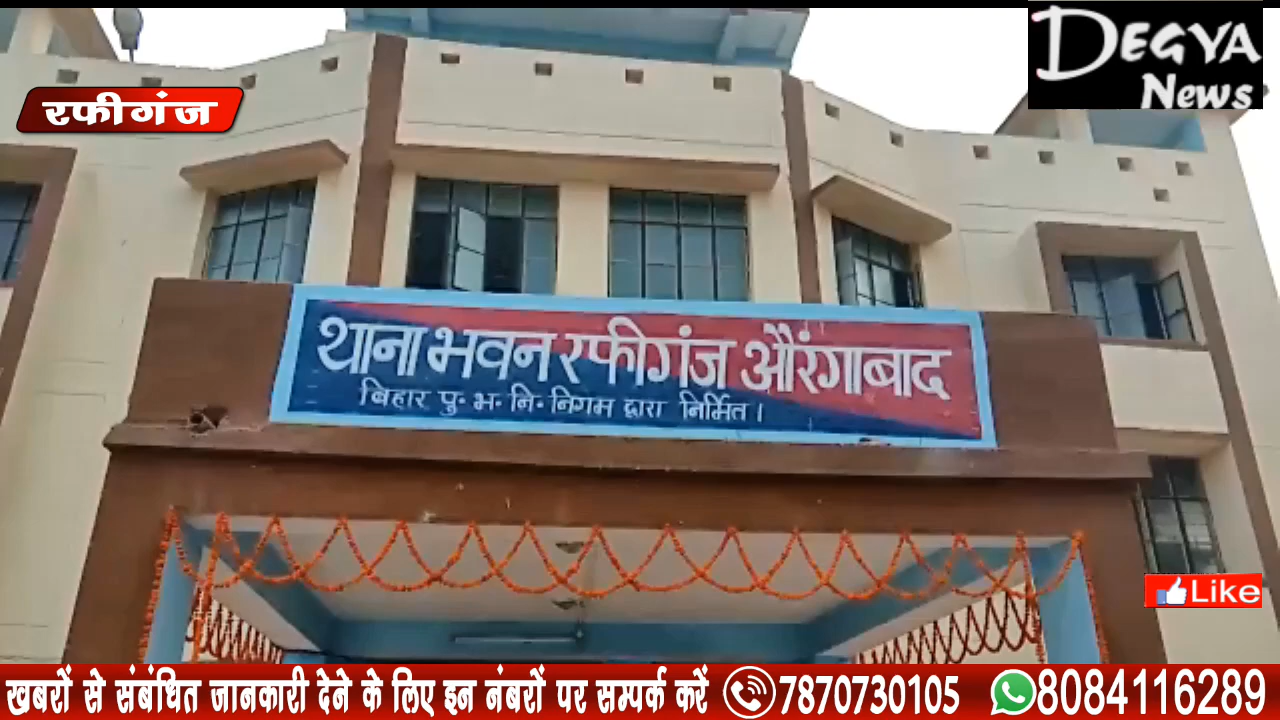 DEGYA
News
रफीगंज
थाना भवन रफीगंज औरंगाबाद
बिहार पु॰ भ॰ नि॰ निगम द्वारा निर्मित।
Like
खबरों से संबंधित जानकारी देने के लिए इन नंबरों पर सम्पर्क करें 7870730105 8084116289